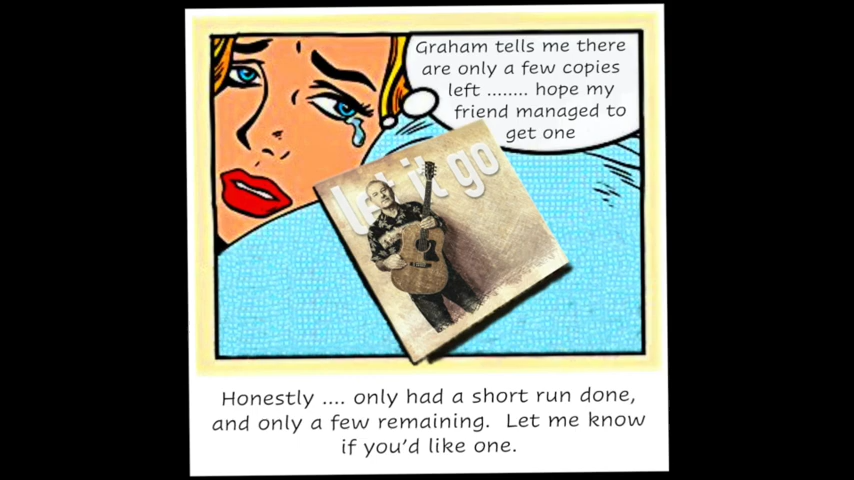 Graham tells me there
are only a few copies
left ........ hope my
friend managed to
get one
let it go
Honestly .... only had a short run done,
and only a few remaining.  Let me know
if you'd like one.